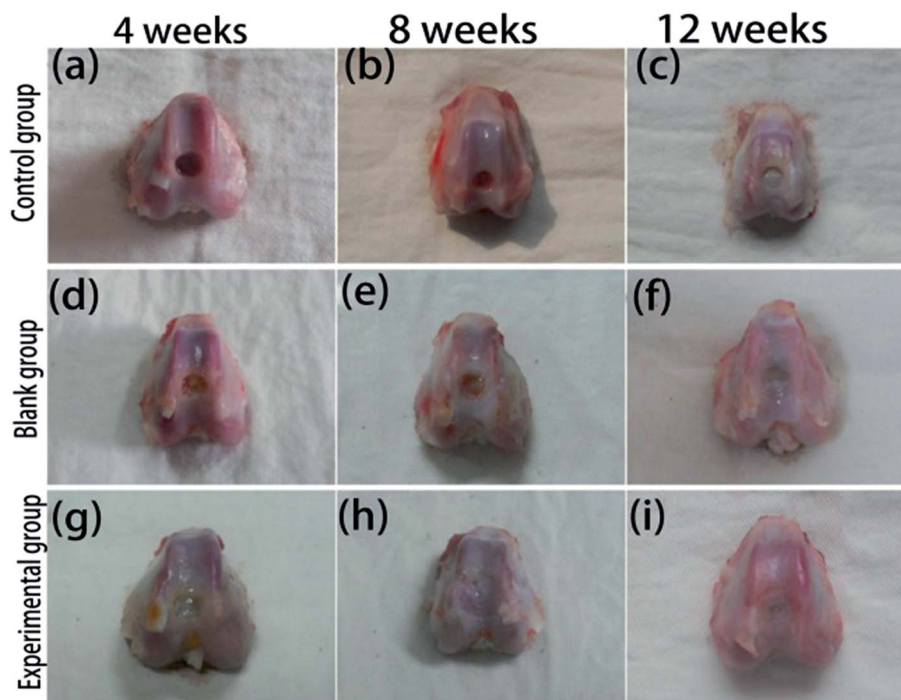 4 weeks 8 weeks 12 weeks
Control group
(a) (b) (c)
Blank group
(d) (e) (f)
Experimental group
(g) (h) (i)